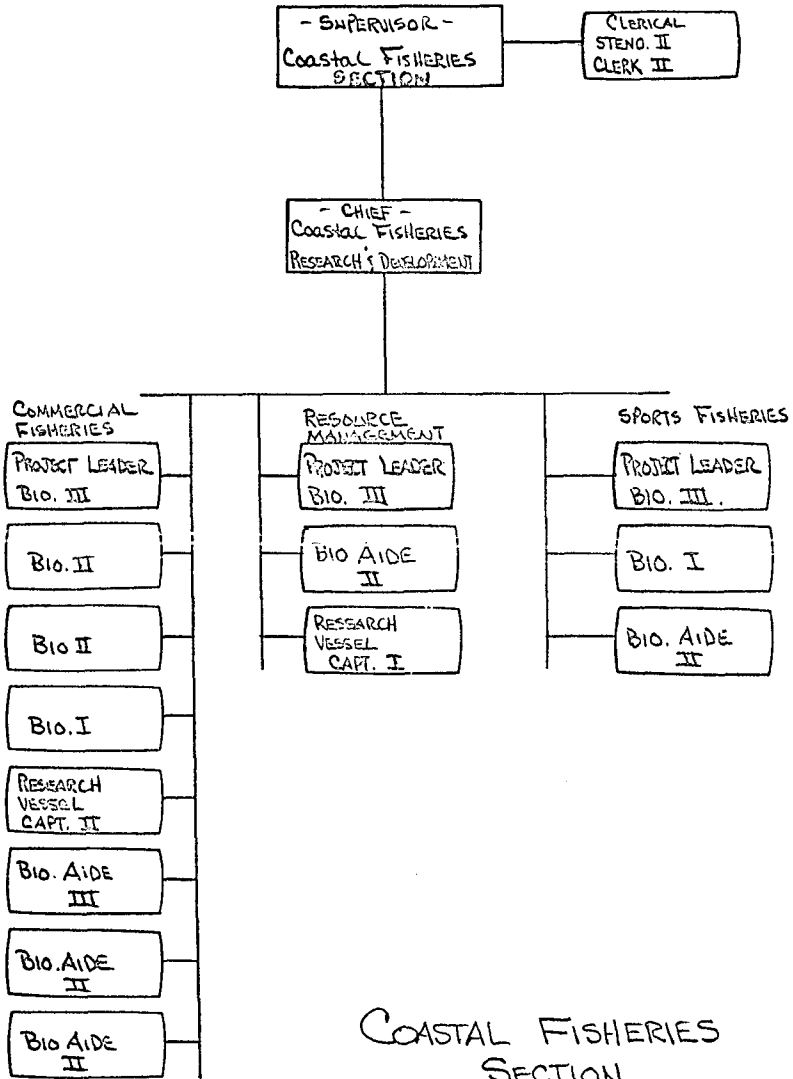 - SUPERVISOR -
Coastal FISHERIES
SECTION
CLERICAL
STENO. II
CLERK II
- CHIEF -
Coastal FISHERIES
RESEARCH & DEVELOPMENT
COMMERCIAL
FISHERIES
PROJECT LEADER
BIO. III
BIO. II
BIO II
BIO. I
RESEARCH
VESSEL
CAPT. II
BIO. AIDE
III
BIO. AIDE
II
BIO AIDE
II
RESOURCE
MANAGEMENT
PROJECT LEADER
BIO. III
BIO AIDE
II
RESEARCH
VESSEL
CAPT. I
SPORTS FISHERIES
PROJECT LEADER
BIO. III.
BIO. I
BIO. AIDE
II
COASTAL FISHERIES
SECTION